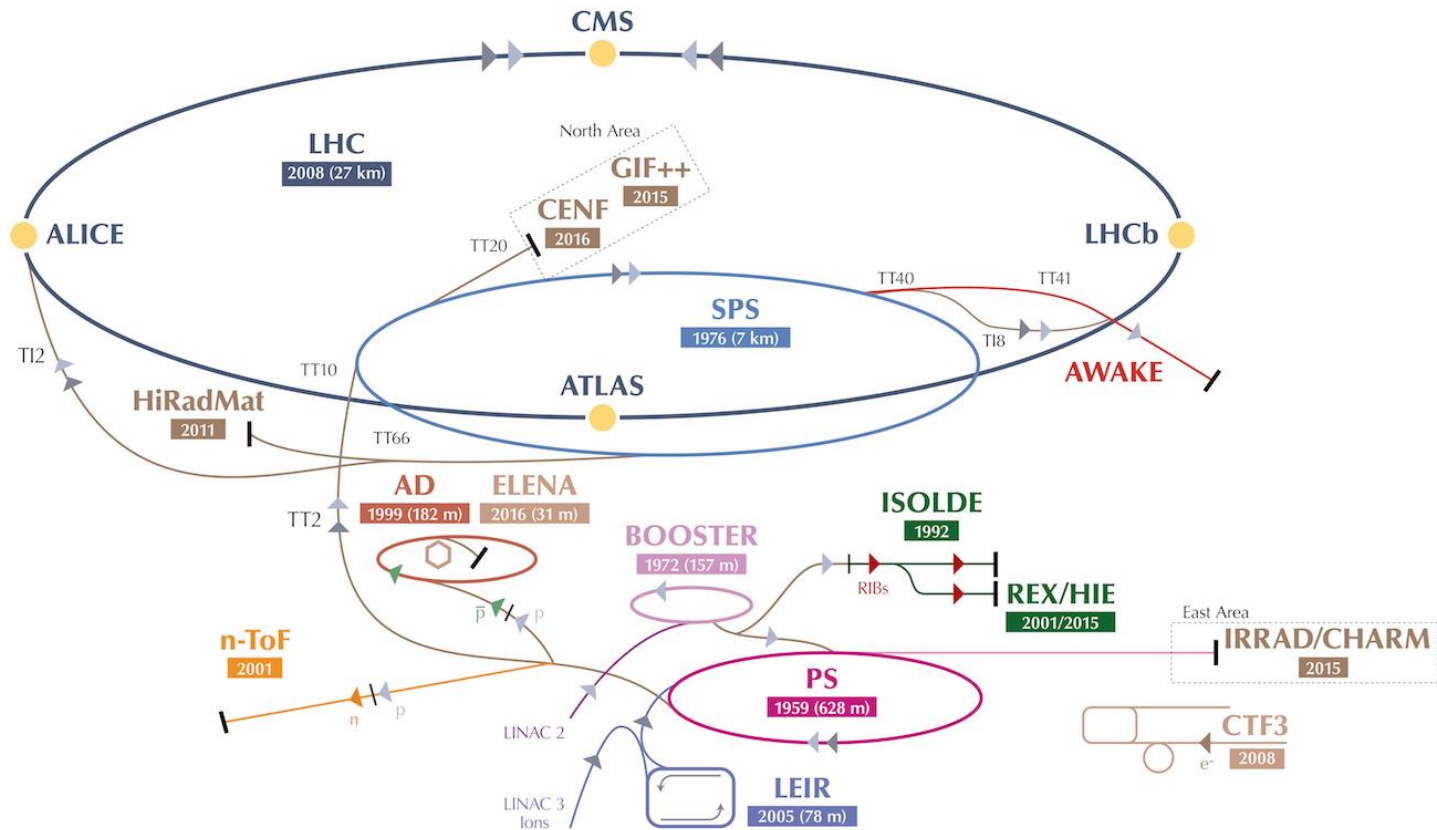 CMS
LHC
2008 (27 km)
North Area
GIF++
2015
CENF
2016
ALICE
LHCb
TT20
TT40
TT41
SPS
1976 (7 km)
TI8
TI2
TT10
ATLAS
AWAKE
HiRadMat
2011
TT66
AD
1999 (182 m)
ELENA
2016 (31 m)
TT2
ISOLDE
1992
BOOSTER
1972 (157 m)
RIBs
REX/HIE
2001/2015
p̅
p
East Area
IRRAD/CHARM
2015
n-ToF
2001
n
p
PS
1959 (628 m)
LINAC 2
CTF3
2008
e-
LEIR
2005 (78 m)
LINAC 3
Ions